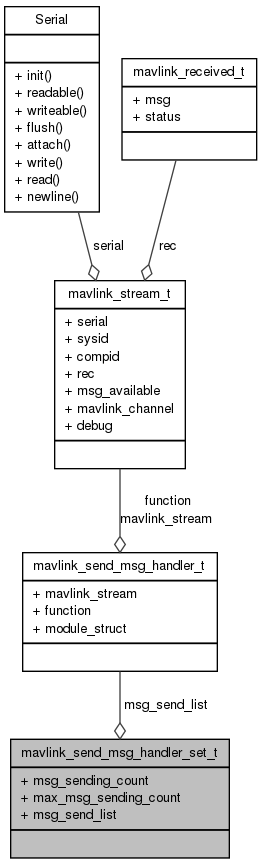 Serial
+ init()
+ readable()
+ writeable()
+ flush()
+ attach()
+ write()
+ read()
+ newline()
mavlink_received_t
+ msg
+ status
serial
rec
mavlink_stream_t
+ serial
+ sysid
+ compid
+ rec
+ msg_available
+ mavlink_channel
+ debug
function
mavlink_stream
mavlink_send_msg_handler_t
+ mavlink_stream
+ function
+ module_struct
msg_send_list
mavlink_send_msg_handler_set_t
+ msg_sending_count
+ max_msg_sending_count
+ msg_send_list